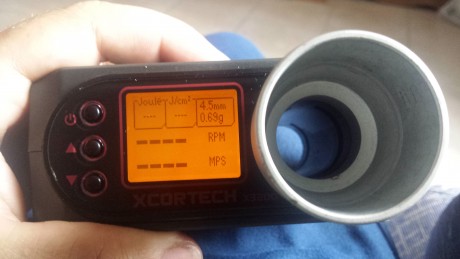 Joule J/cm² 4.5mm
---- ---- 0.69g
---- RPM
---- MPS
XCORTECH